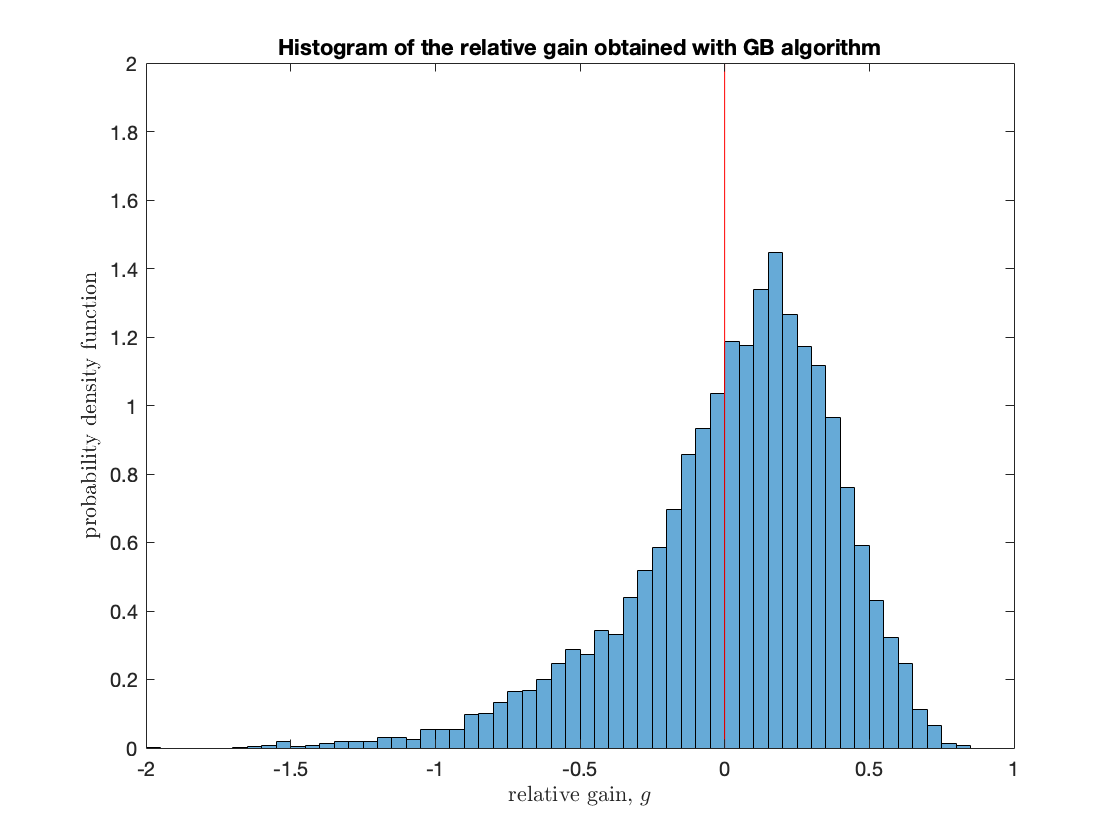 Histogram of the relative gain obtained with GB algorithm
2
1.8
1.6
1.4
1.2
1
0.8
0.6
0.4
0.2
0
probability density function
-2 -1.5 -1 -0.5 0 0.5 1
relative gain, g